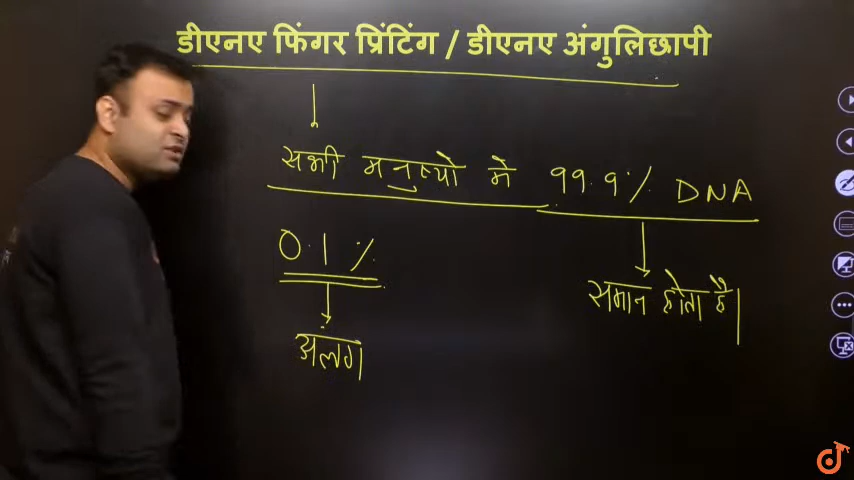 डीएनए फिंगर प्रिंटिंग / डीएनए अंगुलिछापी
सभी मनुष्यो मे 99.9% DNA
0.1%
समान होता है।
अलग